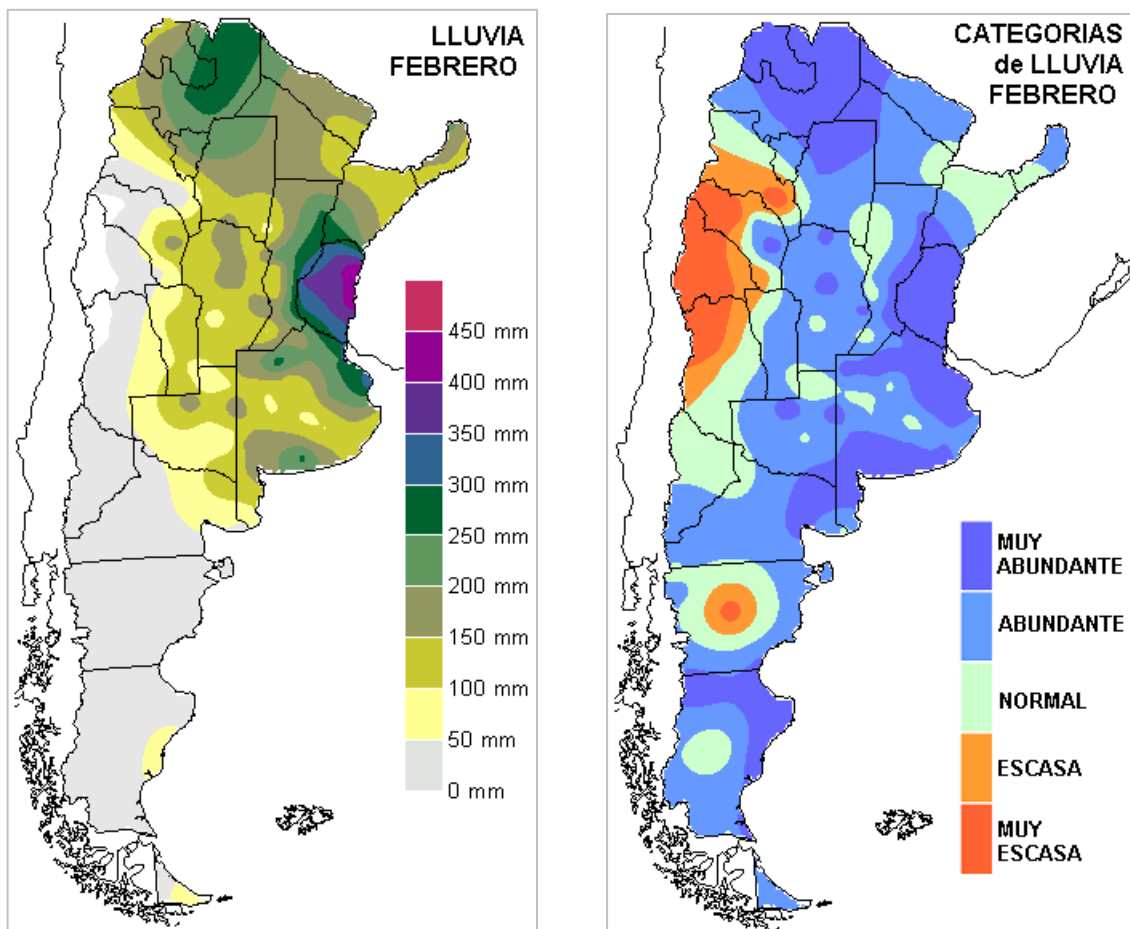 LLUVIA
FEBRERO
450 mm
400 mm
350 mm
300 mm
250 mm
200 mm
150 mm
100 mm
50 mm
0 mm
CATEGORIAS
de LLUVIA
FEBRERO
MUY
ABUNDANTE
ABUNDANTE
NORMAL
ESCASA
MUY
ESCASA